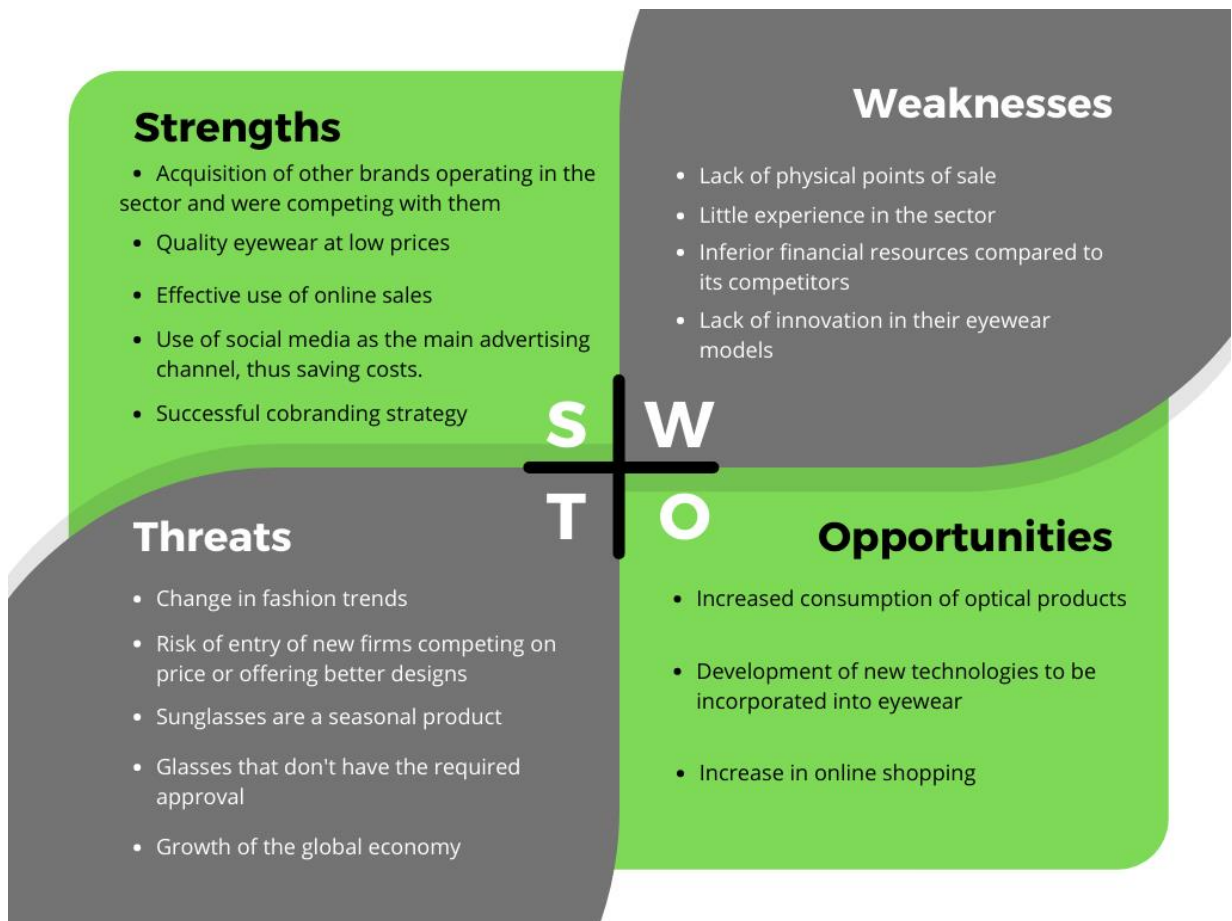 Strengths
• Acquisition of other brands operating in the
sector and were competing with them
• Quality eyewear at low prices
• Effective use of online sales
• Use of social media as the main advertising
channel, thus saving costs.
• Successful cobranding strategy
Weaknesses
• Lack of physical points of sale
• Little experience in the sector
• Inferior financial resources compared to
its competitors
• Lack of innovation in their eyewear
models
S W
T O
Threats
• Change in fashion trends
• Risk of entry of new firms competing on
price or offering better designs
• Sunglasses are a seasonal product
• Glasses that don't have the required
approval
• Growth of the global economy
Opportunities
• Increased consumption of optical products
• Development of new technologies to be
incorporated into eyewear
• Increase in online shopping